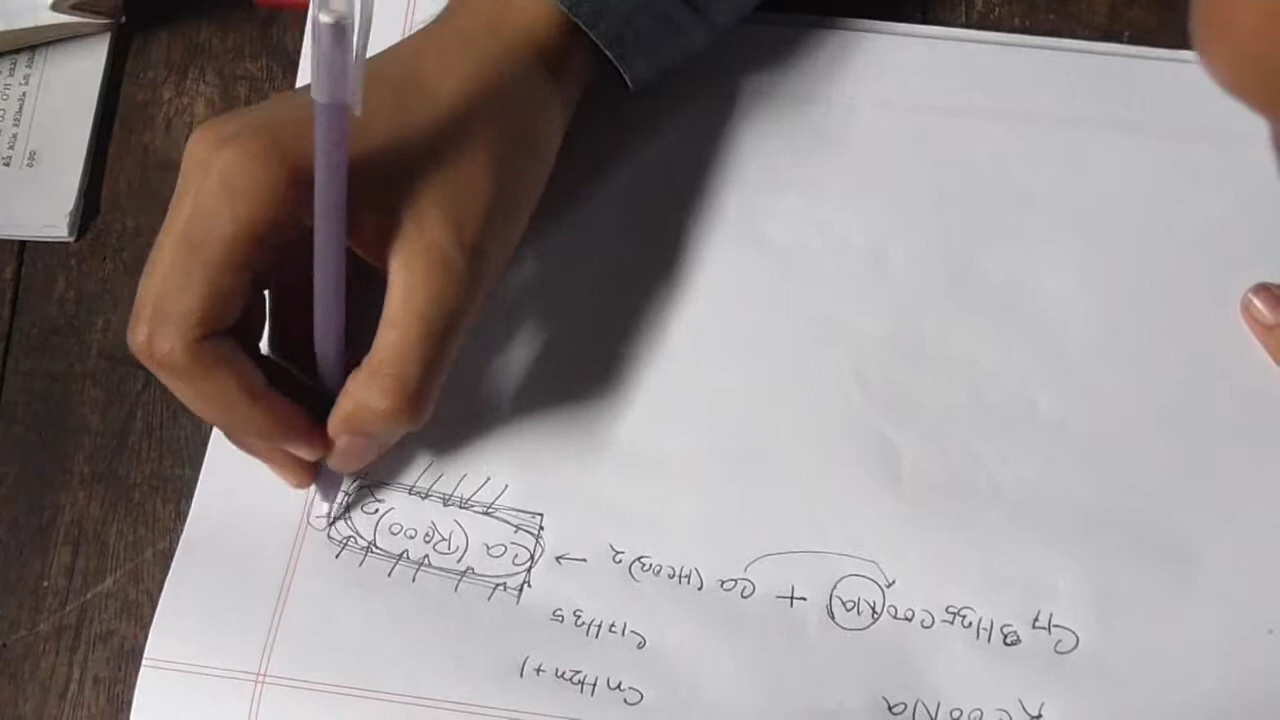 RCOONa
CnH2n+1
C17H35
C17H35COONa + Ca(HCO3)2 → Ca(RCOO)2